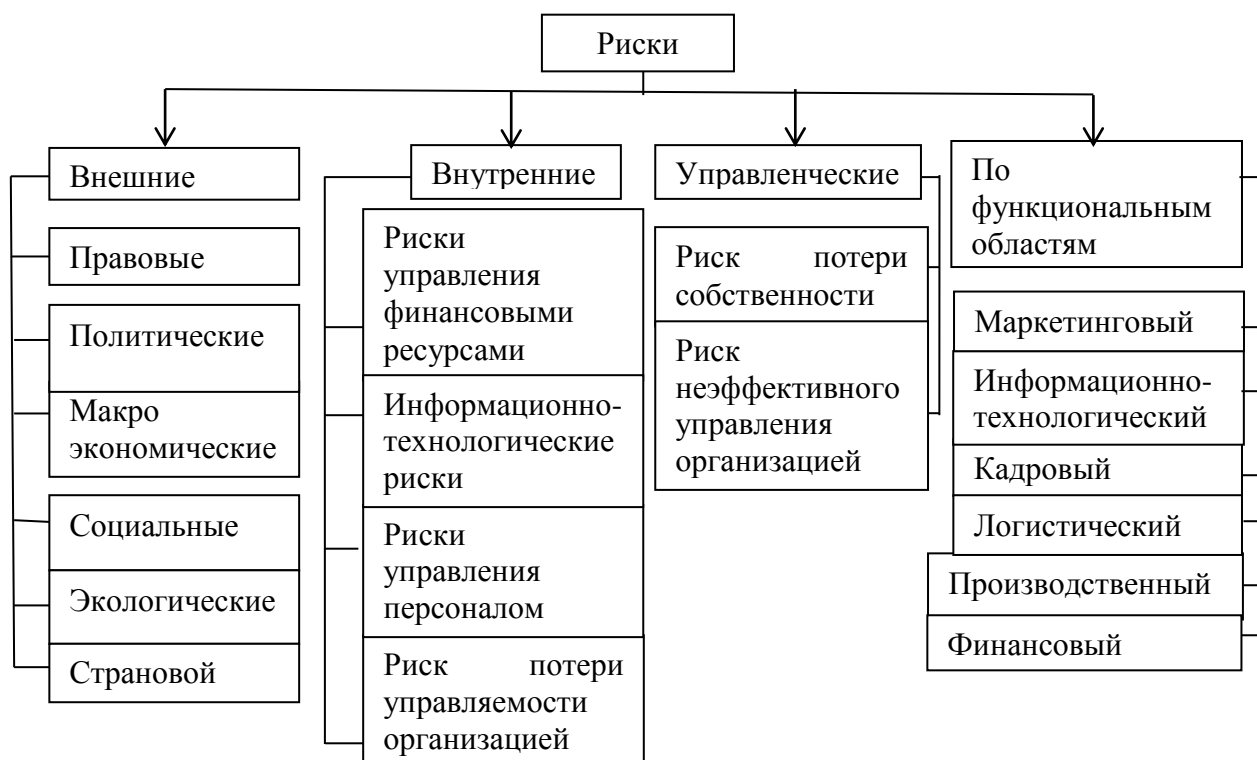 Риски
Внешние
Правовые
Политические
Макро
экономические
Социальные
Экологические
Страновой
Внутренние
Риски
управления
финансовыми
ресурсами
Информационно-
технологические
риски
Риски
управления
персоналом
Риск потери
управляемости
организацией
Управленческие
Риск потери
собственности
Риск
неэффективного
управления
организацией
По
функциональным
областям
Маркетинговый
Информационно-
технологический
Кадровый
Логистический
Производственный
Финансовый